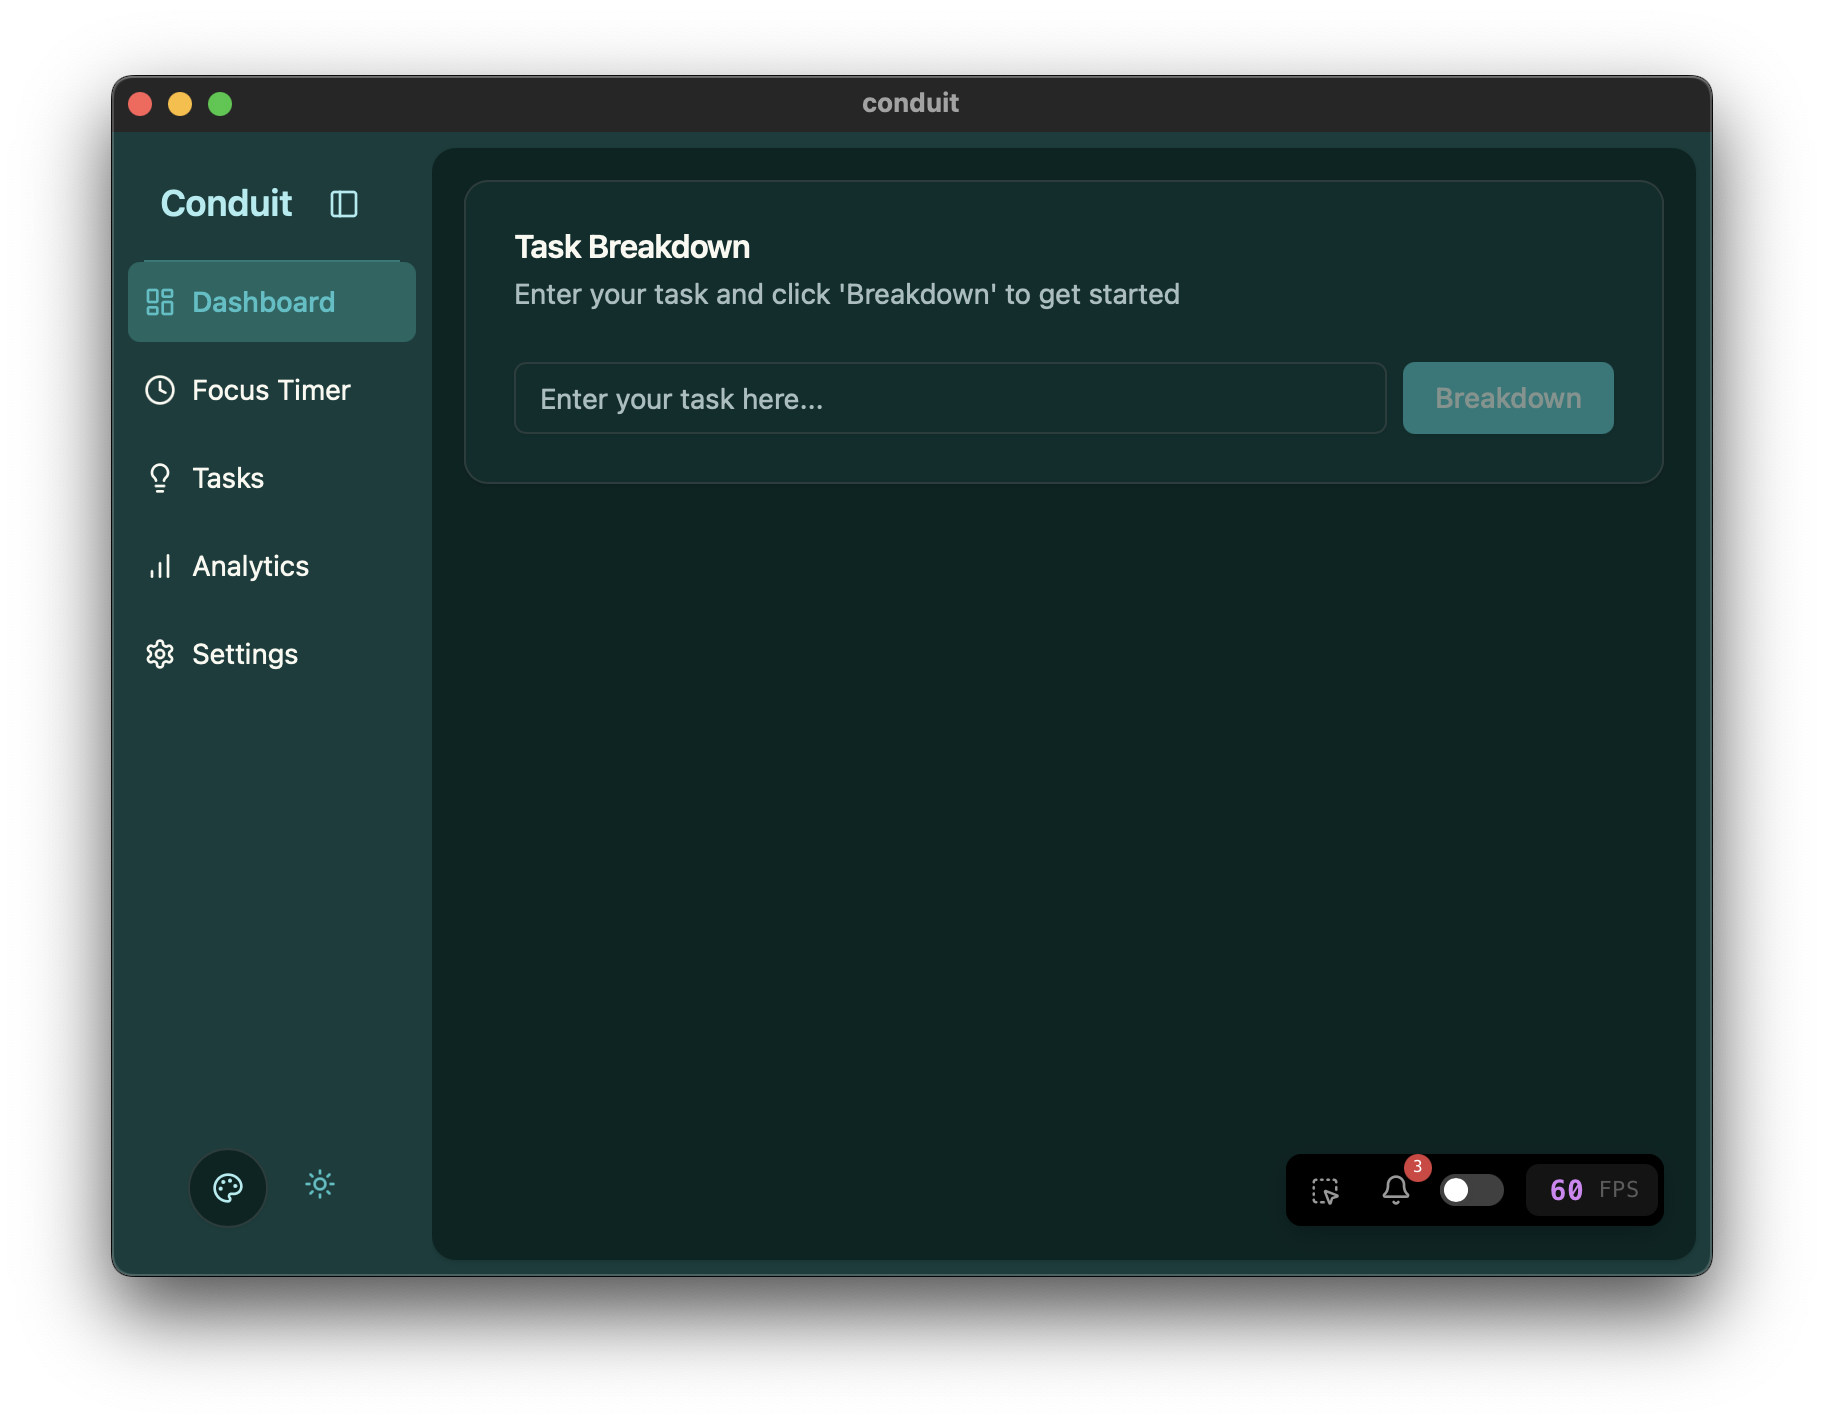 conduit
Conduit
Dashboard
Focus Timer
Tasks
Analytics
Settings
Task Breakdown
Enter your task and click 'Breakdown' to get started
Enter your task here...
Breakdown
3
60 FPS